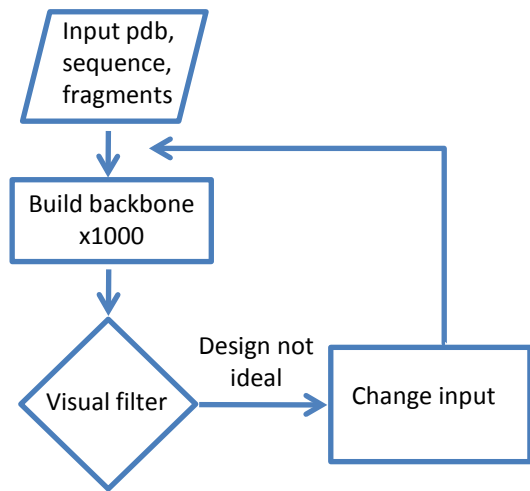 Input pdb,
sequence,
fragments
Build backbone
x1000
Design not
ideal
Visual filter
Change input